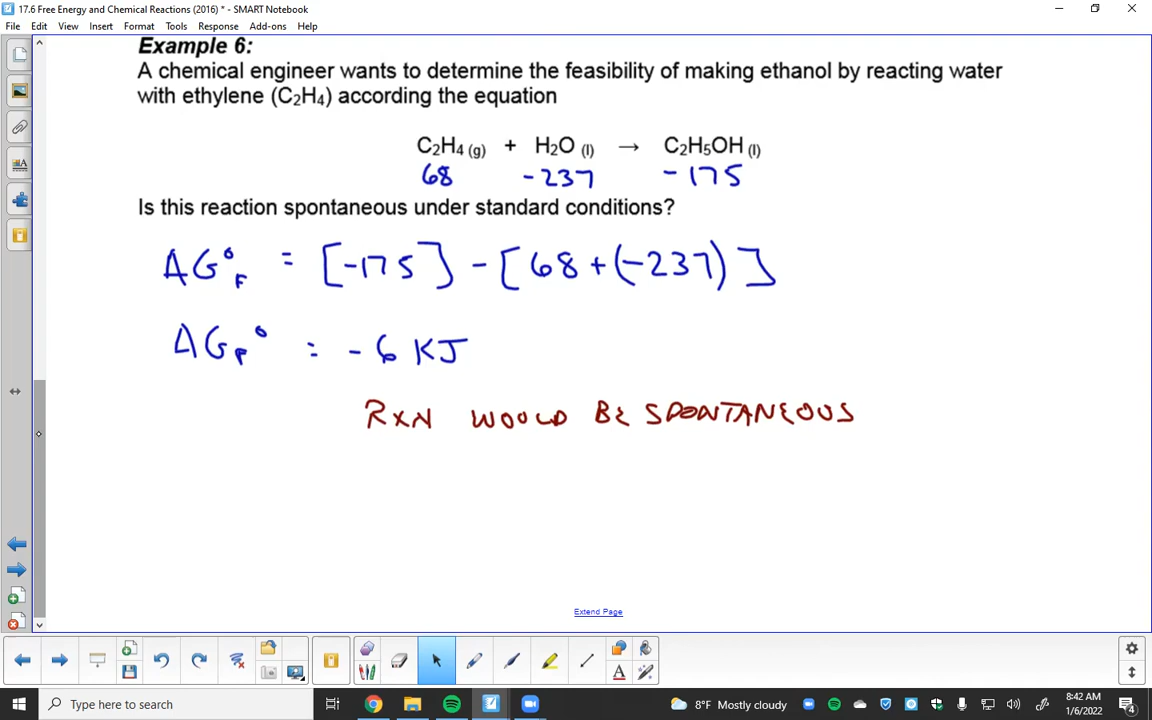 17.6 Free Energy and Chemical Reactions (2016) * - SMART Notebook
File Edit View Insert Format Tools Response Add-ons Help
Example 6:
A chemical engineer wants to determine the feasibility of making ethanol by reacting water
with ethylene (C₂H₄) according the equation
C₂H₄ (g) + H₂O (l) → C₂H₅OH (l)
68 -237 -175
Is this reaction spontaneous under standard conditions?
ΔG°F = [-175] - [68 + (-237)]
ΔGF° = -6 KJ
RXN WOULD BE SPONTANEOUS
Extend Page
Type here to search
8°F Mostly cloudy
8:42 AM
1/6/2022
4